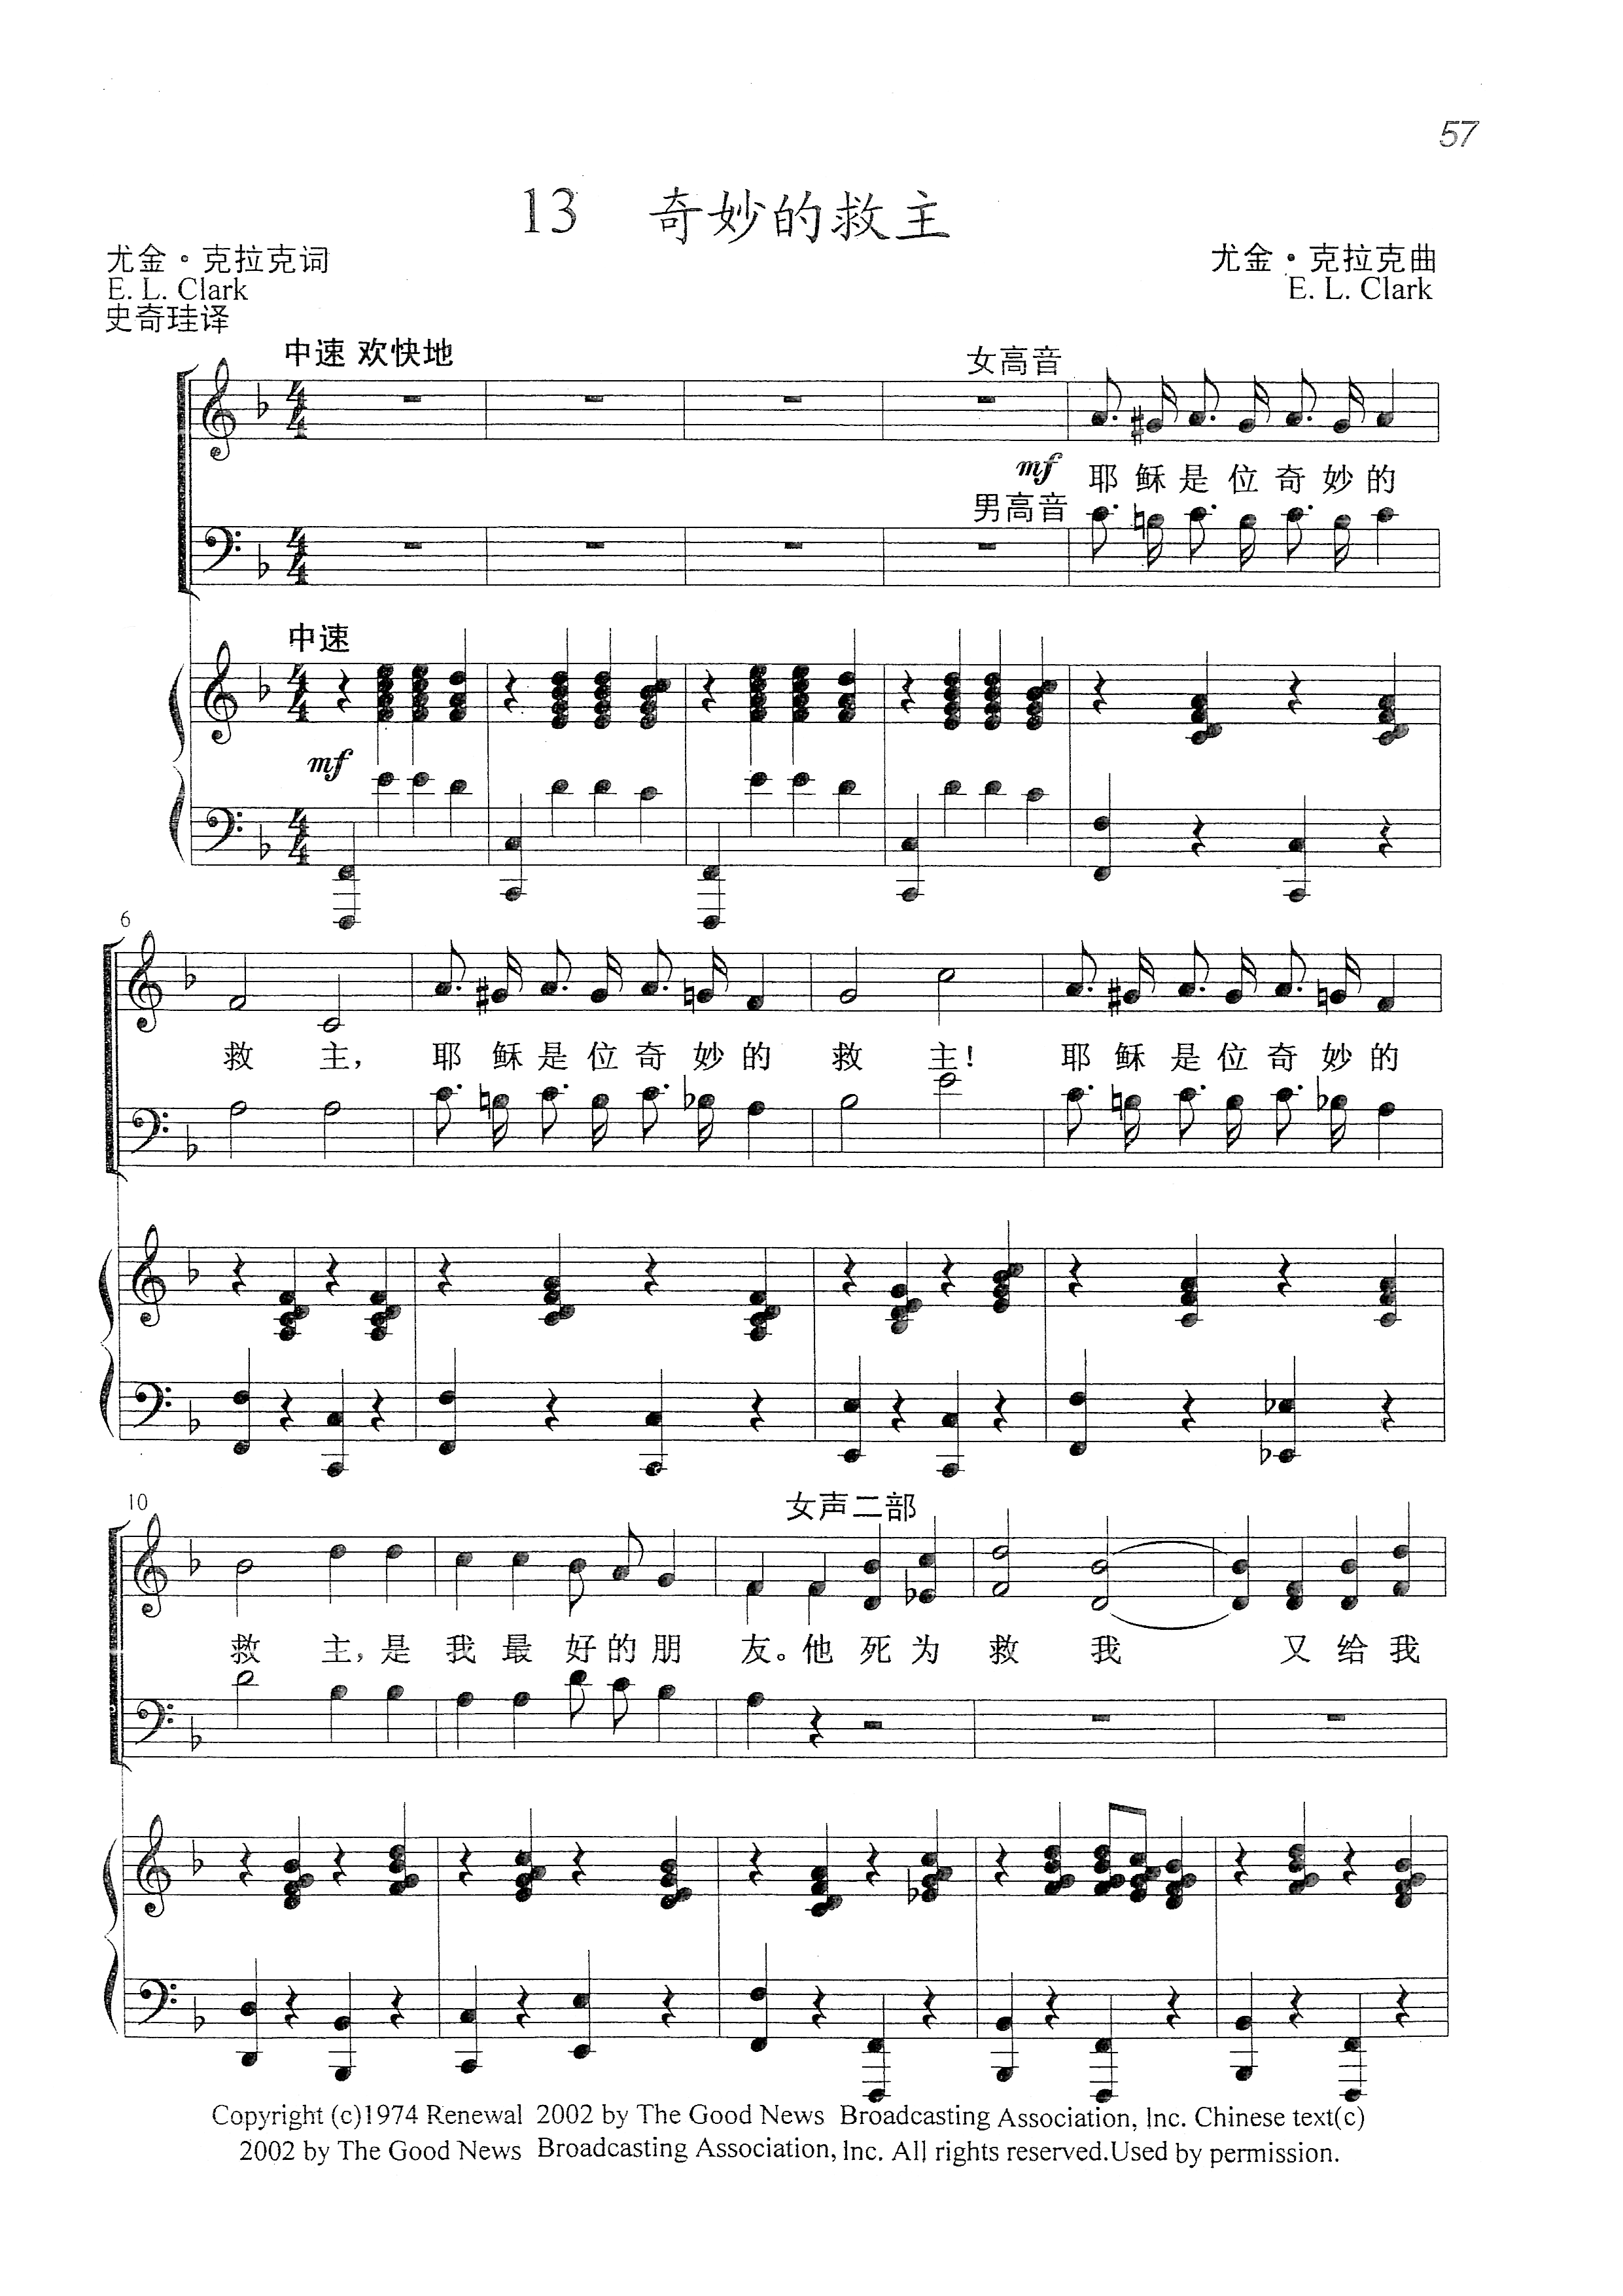 57
13 奇妙的救主
尤金·克拉克词
E. L. Clark
史奇珪译
尤金·克拉克曲
E. L. Clark
中速 欢快地
女高音
mf
耶稣是位奇妙的
男高音
中速
mf
6
救主,耶稣是位奇妙的救主!耶稣是位奇妙的
10
女声二部
救主,是我最好的朋友。他死为救我又给我
Copyright (c)1974 Renewal 2002 by The Good News Broadcasting Association, Inc. Chinese text(c)
2002 by The Good News Broadcasting Association, Inc. All rights reserved.Used by permission.